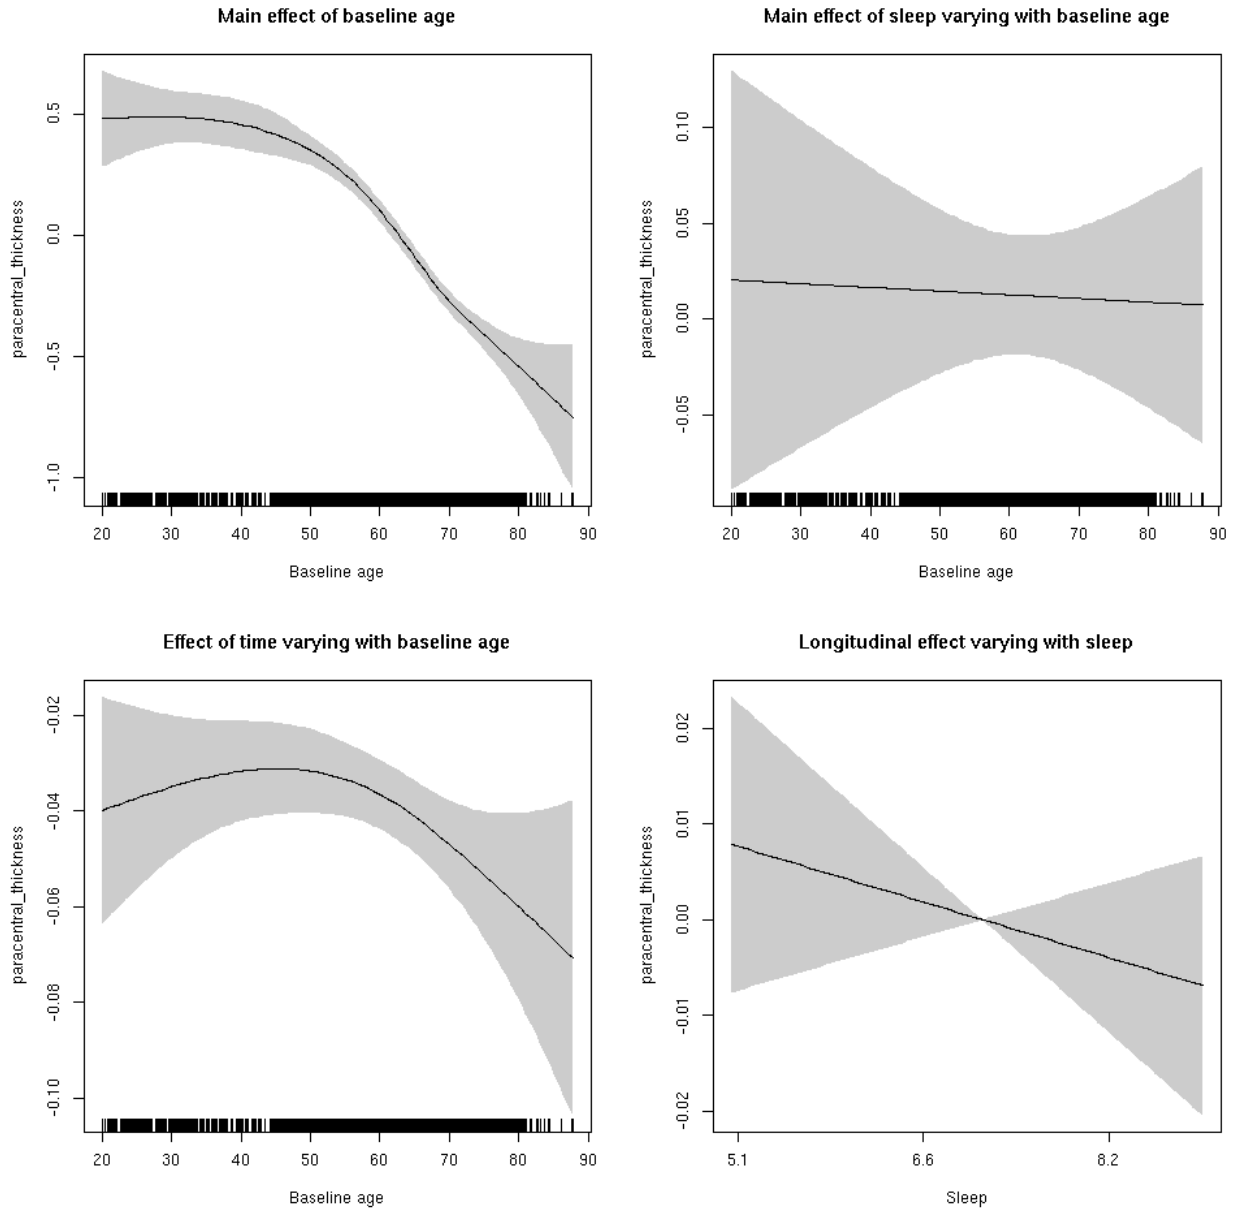 Main effect of baseline age
paracentral_thickness
0.5
0.0
-0.5
-1.0
20 30 40 50 60 70 80 90
Baseline age
Main effect of sleep varying with baseline age
paracentral_thickness
0.10
0.05
0.00
-0.05
20 30 40 50 60 70 80 90
Baseline age
Effect of time varying with baseline age
paracentral_thickness
-0.02
-0.04
-0.06
-0.08
-0.10
20 30 40 50 60 70 80 90
Baseline age
Longitudinal effect varying with sleep
paracentral_thickness
0.02
0.01
0.00
-0.01
-0.02
5.1 6.6 8.2
Sleep